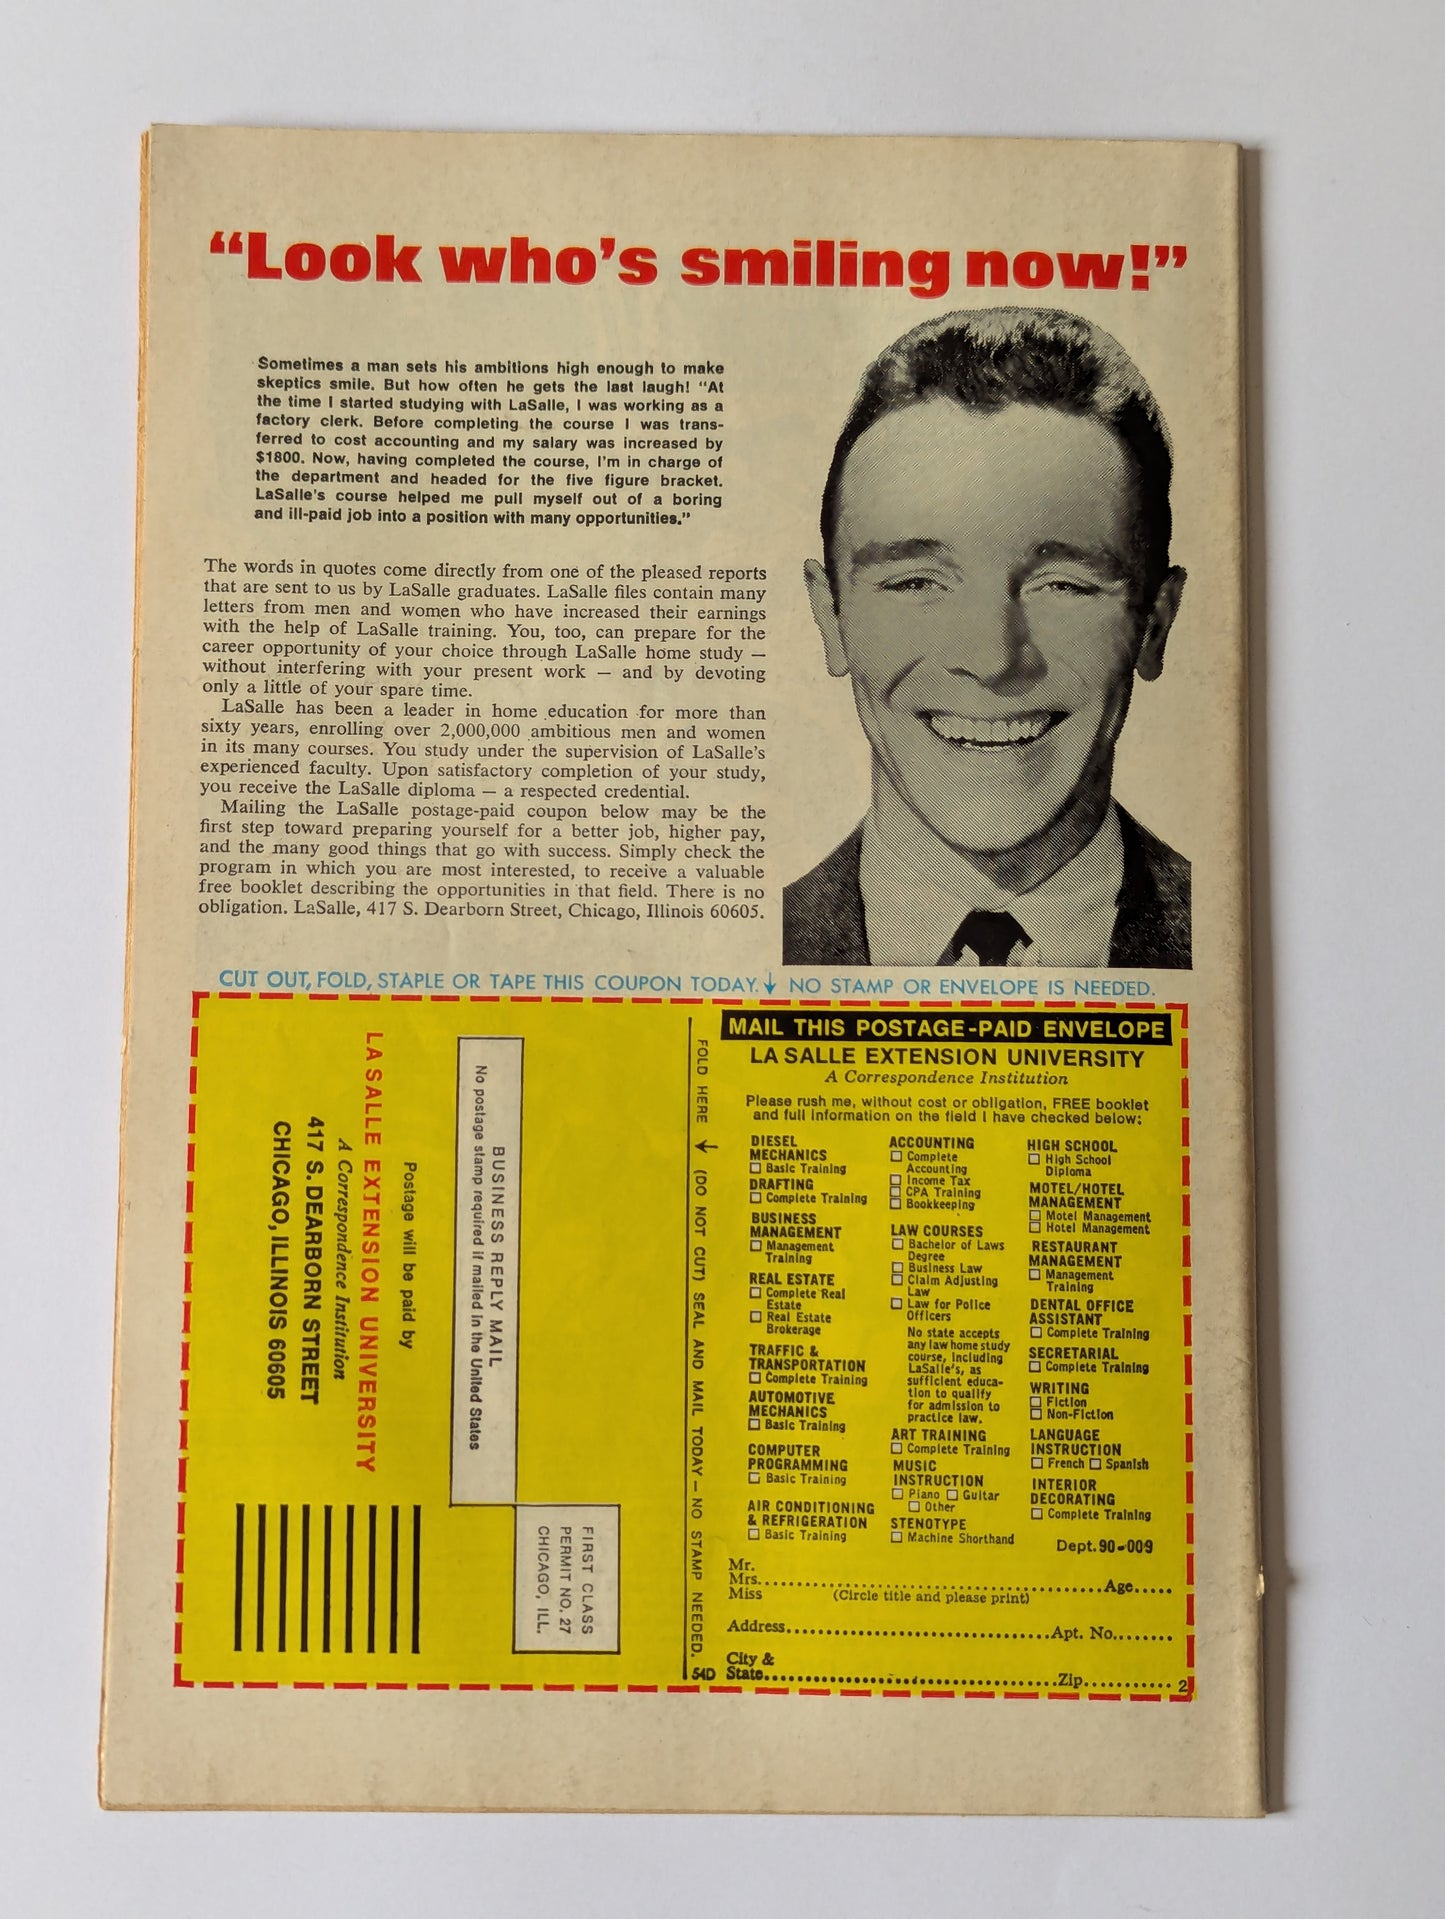 “Look who’s smiling now!”
Sometimes a man sets his ambitions high enough to make
skeptics smile. But how often he gets the last laugh! “At
the time I started studying with LaSalle, I was working as a
factory clerk. Before completing the course I was trans-
ferred to cost accounting and my salary was increased by
$1800. Now, having completed the course, I’m in charge of
the department and headed for the five figure bracket.
LaSalle’s course helped me pull myself out of a boring
and ill-paid job into a position with many opportunities.”
The words in quotes come directly from one of the pleased reports
that are sent to us by LaSalle graduates. LaSalle files contain many
letters from men and women who have increased their earnings
with the help of LaSalle training. You, too, can prepare for the
career opportunity of your choice through LaSalle home study —
without interfering with your present work — and by devoting
only a little of your spare time.
LaSalle has been a leader in home education for more than
sixty years, enrolling over 2,000,000 ambitious men and women
in its many courses. You study under the supervision of LaSalle’s
experienced faculty. Upon satisfactory completion of your study,
you receive the LaSalle diploma — a respected credential.
Mailing the LaSalle postage-paid coupon below may be the
first step toward preparing yourself for a better job, higher pay,
and the many good things that go with success. Simply check the
program in which you are most interested, to receive a valuable
free booklet describing the opportunities in that field. There is no
obligation. LaSalle, 417 S. Dearborn Street, Chicago, Illinois 60605.
CUT OUT, FOLD, STAPLE OR TAPE THIS COUPON TODAY. ↓ NO STAMP OR ENVELOPE IS NEEDED.
FIRST CLASS
PERMIT NO. 27
CHICAGO, ILL.
BUSINESS REPLY MAIL
No postage stamp required if mailed in the United States
Postage will be paid by
LA SALLE EXTENSION UNIVERSITY
A Correspondence Institution
417 S. DEARBORN STREET
CHICAGO, ILLINOIS 60605
FOLD HERE → (DO NOT CUT) SEAL AND MAIL TODAY — NO STAMP NEEDED.
54D
MAIL THIS POSTAGE-PAID ENVELOPE
LA SALLE EXTENSION UNIVERSITY
A Correspondence Institution
Please rush me, without cost or obligation, FREE booklet
and full information on the field I have checked below:
DIESEL
MECHANICS
☐ Basic Training
DRAFTING
☐ Complete Training
BUSINESS
MANAGEMENT
☐ Management
Training
REAL ESTATE
☐ Complete Real
Estate
☐ Real Estate
Brokerage
TRAFFIC &
TRANSPORTATION
☐ Complete Training
AUTOMOTIVE
MECHANICS
☐ Basic Training
COMPUTER
PROGRAMMING
☐ Basic Training
AIR CONDITIONING
& REFRIGERATION
☐ Basic Training
ACCOUNTING
☐ Complete
Accounting
☐ Income Tax
☐ CPA Training
☐ Bookkeeping
LAW COURSES
☐ Bachelor of Laws
Degree
☐ Business Law
☐ Claim Adjusting
Law
☐ Law for Police
Officers
No state accepts
any law home study
course, including
LaSalle’s, as
sufficient educa-
tion to qualify
for admission to
practice law.
ART TRAINING
☐ Complete Training
MUSIC
INSTRUCTION
☐ Piano ☐ Guitar
☐ Other
STENOTYPE
☐ Machine Shorthand
HIGH SCHOOL
☐ High School
Diploma
MOTEL/HOTEL
MANAGEMENT
☐ Motel Management
☐ Hotel Management
RESTAURANT
MANAGEMENT
☐ Management
Training
DENTAL OFFICE
ASSISTANT
☐ Complete Training
SECRETARIAL
☐ Complete Training
WRITING
☐ Fiction
☐ Non-Fiction
LANGUAGE
INSTRUCTION
☐ French ☐ Spanish
INTERIOR
DECORATING
☐ Complete Training
Dept. 90-009
Mr.
Mrs. Age
Miss (Circle title and please print)
Address Apt. No.
City &
State Zip 2